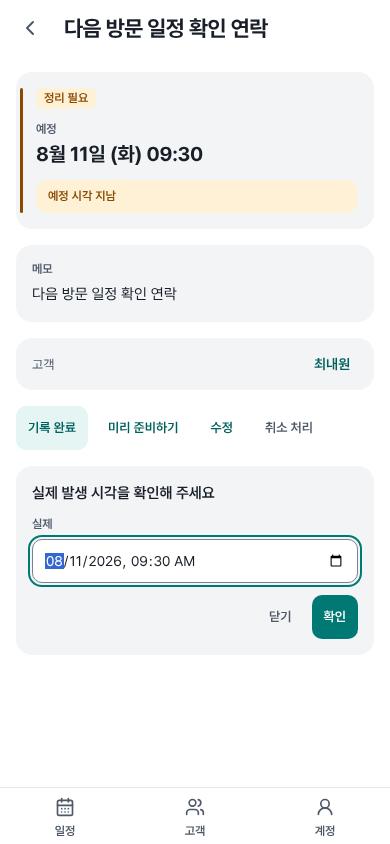 다음 방문 일정 확인 연락
정리 필요
예정
8월 11일 (화) 09:30
예정 시각 지남
메모
다음 방문 일정 확인 연락
고객
최내원
기록 완료
미리 준비하기
수정
취소 처리
실제 발생 시각을 확인해 주세요
실제
08/11/2026, 09:30 AM
닫기
확인
일정
고객
계정